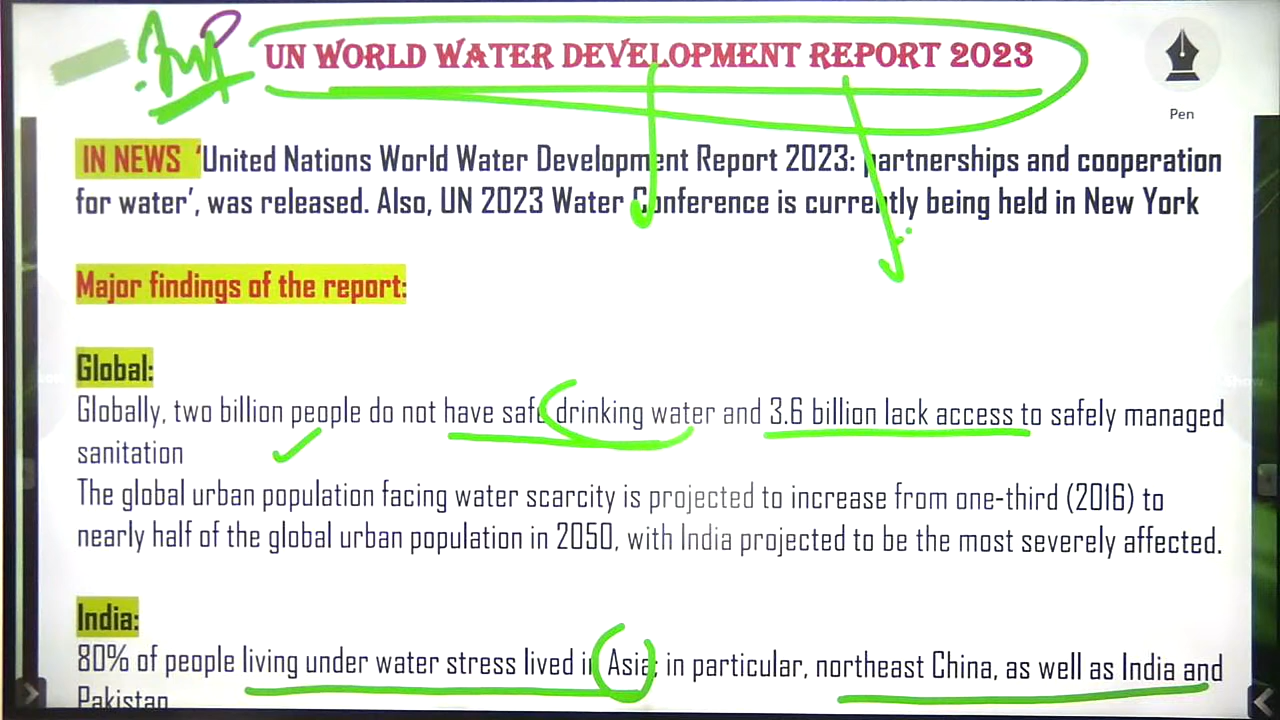 Imp
UN WORLD WATER DEVELOPMENT REPORT 2023
Pen
IN NEWS ‘United Nations World Water Development Report 2023: partnerships and cooperation
for water’, was released. Also, UN 2023 Water Conference is currently being held in New York
Major findings of the report:
Global:
Globally, two billion people do not have safe drinking water and 3.6 billion lack access to safely managed
sanitation
The global urban population facing water scarcity is projected to increase from one-third (2016) to
nearly half of the global urban population in 2050, with India projected to be the most severely affected.
India:
80% of people living under water stress lived in Asia; in particular, northeast China, as well as India and
Pakistan